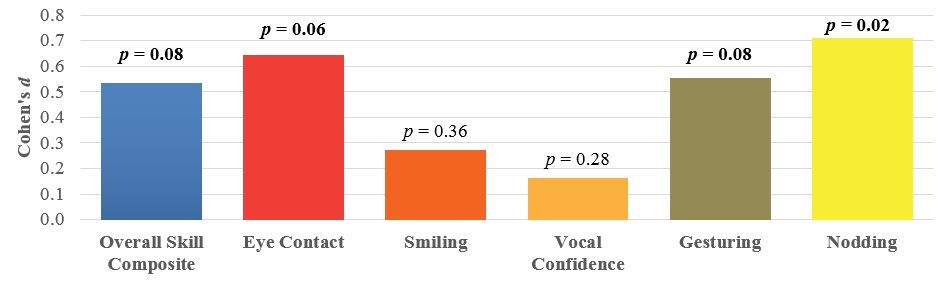 Cohen's d
0.8
0.7
0.6
0.5
0.4
0.3
0.2
0.1
0.0
p = 0.08
p = 0.06
p = 0.36
p = 0.28
p = 0.08
p = 0.02
Overall Skill
Composite
Eye Contact
Smiling
Vocal
Confidence
Gesturing
Nodding